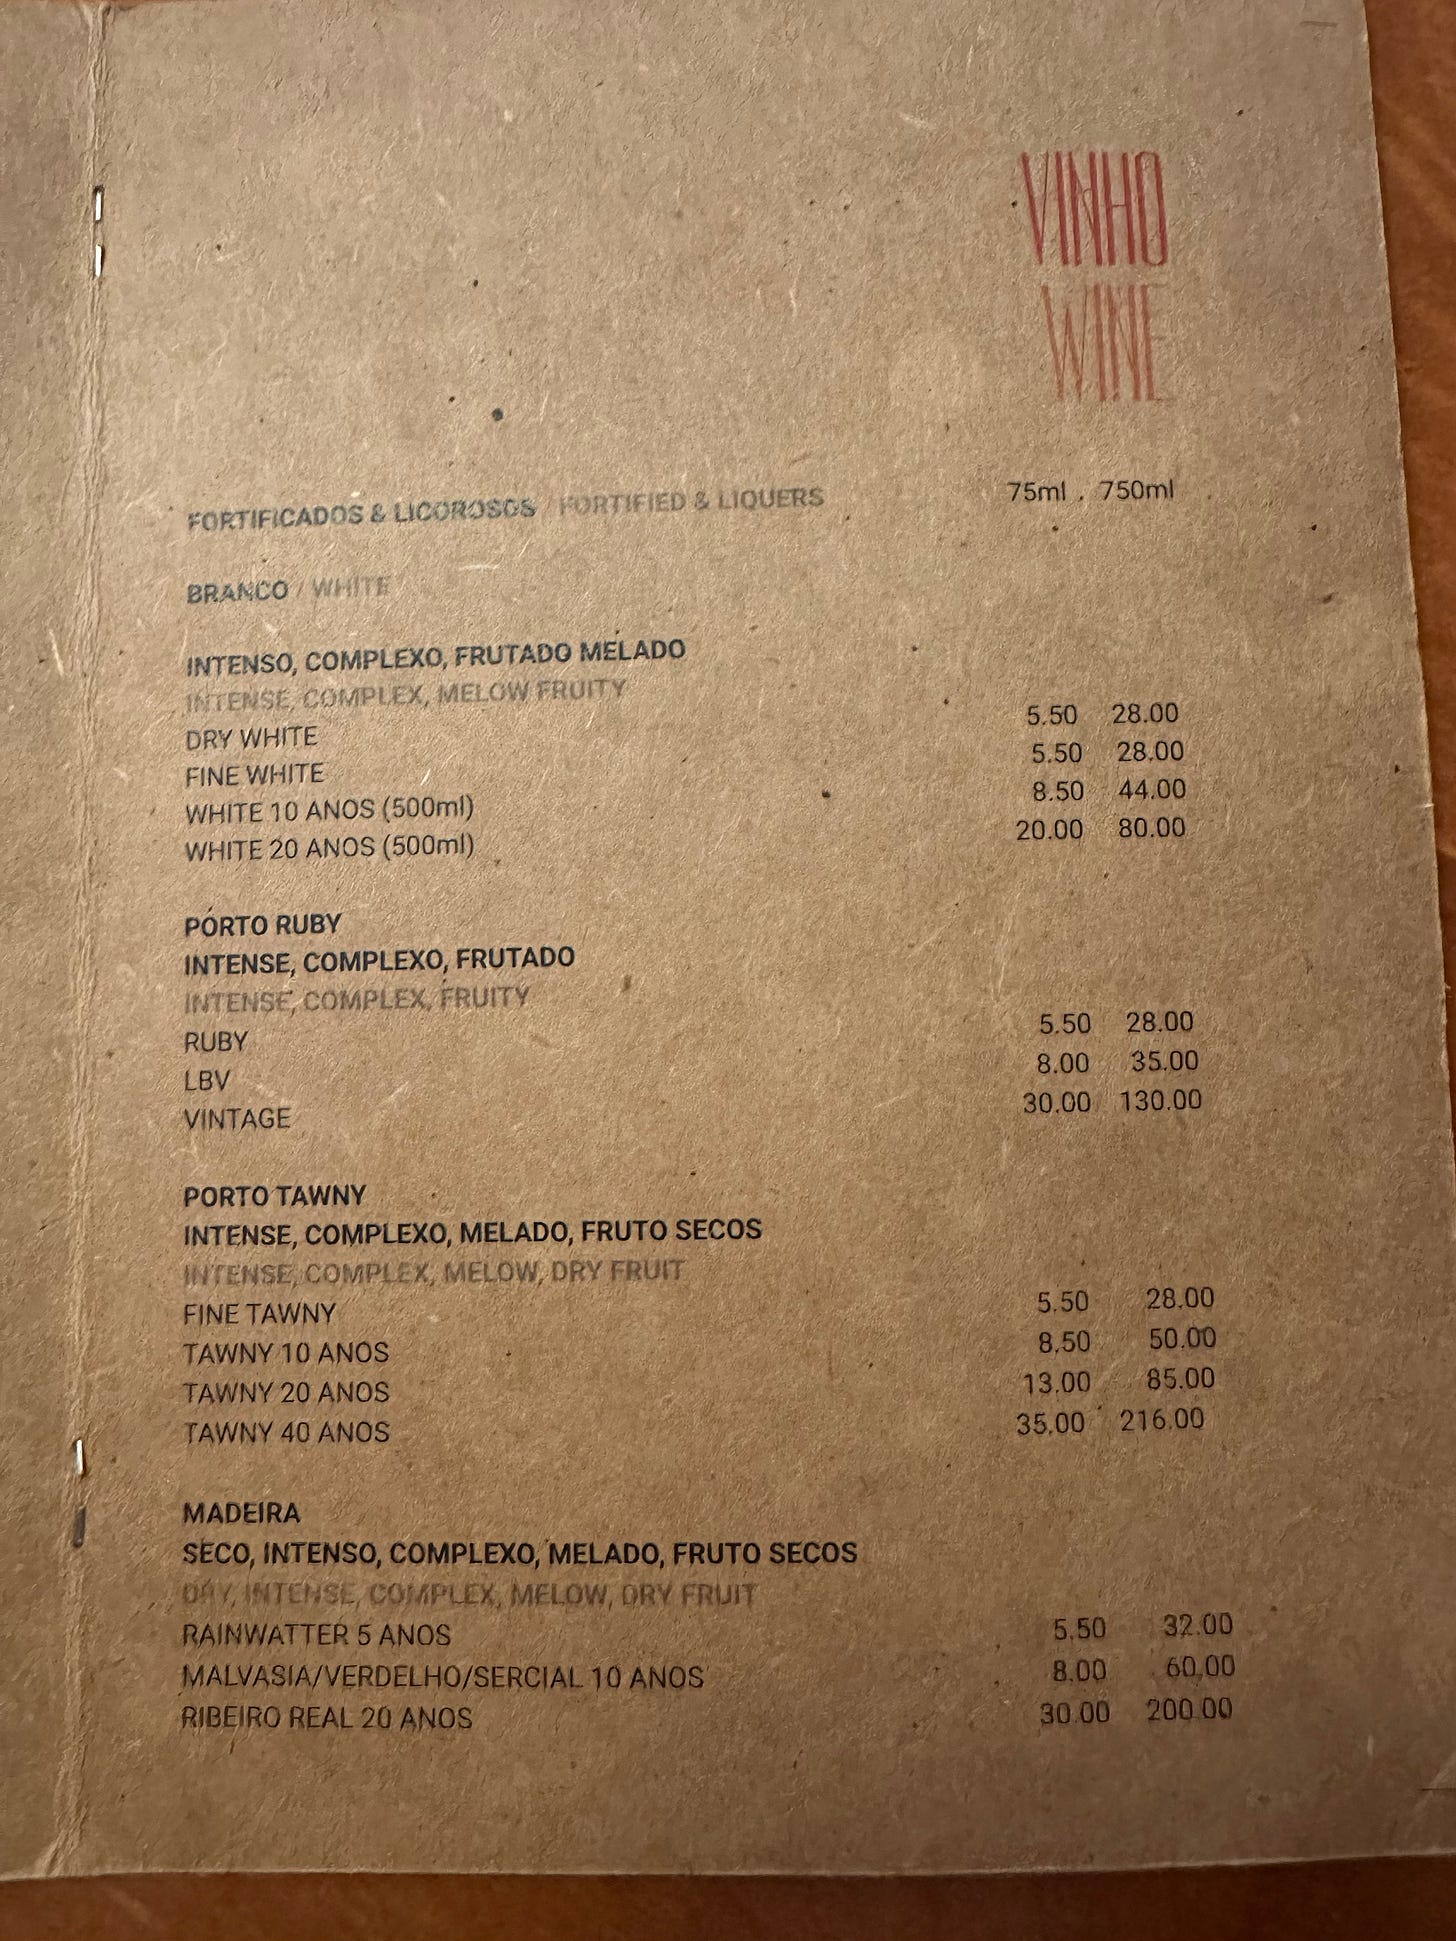 VINHO
WINE
FORTIFICADOS & LICOROSOS / FORTIFIED & LIQUERS 75ml . 750ml
BRANCO / WHITE
INTENSO, COMPLEXO, FRUTADO MELADO
INTENSE, COMPLEX, MELOW FRUITY
DRY WHITE 5.50 28.00
FINE WHITE 5.50 28.00
WHITE 10 ANOS (500ml) 8.50 44.00
WHITE 20 ANOS (500ml) 20.00 80.00
PORTO RUBY
INTENSE, COMPLEXO, FRUTADO
INTENSE, COMPLEX, FRUITY
RUBY 5.50 28.00
LBV 8.00 35.00
VINTAGE 30.00 130.00
PORTO TAWNY
INTENSE, COMPLEXO, MELADO, FRUTO SECOS
INTENSE, COMPLEX, MELOW, DRY FRUIT
FINE TAWNY 5.50 28.00
TAWNY 10 ANOS 8.50 50.00
TAWNY 20 ANOS 13.00 85.00
TAWNY 40 ANOS 35.00 216.00
MADEIRA
SECO, INTENSO, COMPLEXO, MELADO, FRUTO SECOS
DRY, INTENSE, COMPLEX, MELOW, DRY FRUIT
RAINWATTER 5 ANOS 5.50 32.00
MALVASIA/VERDELHO/SERCIAL 10 ANOS 8.00 60.00
RIBEIRO REAL 20 ANOS 30.00 200.00